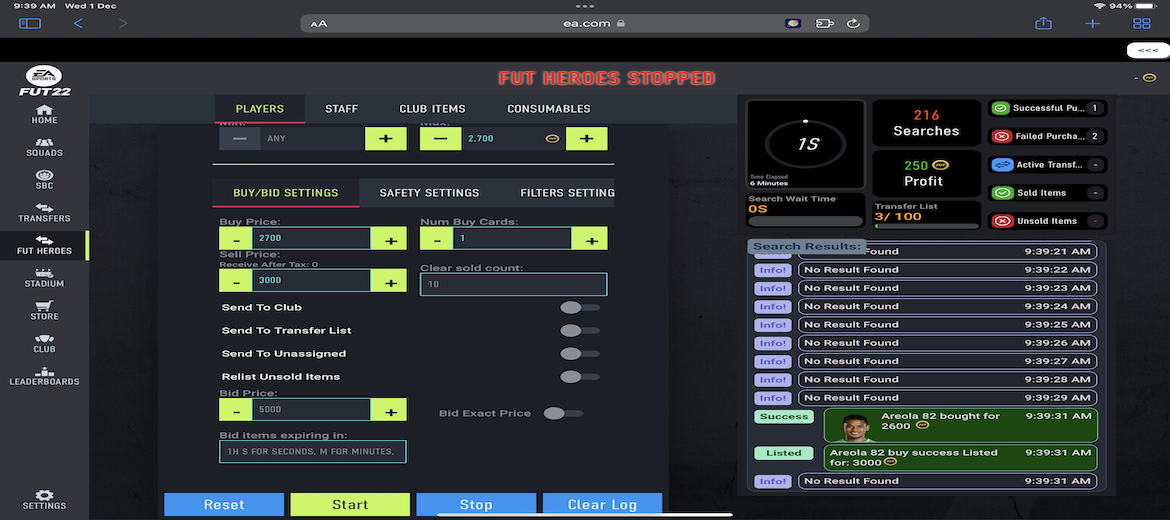 9:39 AM Wed 1 Dec
94%
AA
ea.com
<<<
EA
SPORTS
FUT22
FUT HEROES STOPPED
-
HOME
SQUADS
SBC
TRANSFERS
FUT HEROES
STADIUM
STORE
CLUB
LEADERBOARDS
SETTINGS
PLAYERS STAFF CLUB ITEMS CONSUMABLES
- ANY + - 2.700 +
BUY/BID SETTINGS SAFETY SETTINGS FILTERS SETTING
Buy Price: Num Buy Cards:
- 2700 + - 1 +
Sell Price:
Receive After Tax: 0
- 3000 +
Clear sold count:
10
Send To Club
Send To Transfer List
Send To Unassigned
Relist Unsold Items
Bid Price:
- 5000 + Bid Exact Price
Bid items expiring in:
1H S FOR SECONDS. M FOR MINUTES.
Reset Start Stop Clear Log
1S
Time Elapsed
6 Minutes
216
Searches
250 FUT
Profit
Search Wait Time
0S
Transfer List
3/ 100
Successful Pu... 1
Failed Purcha... 2
Active Transf... -
Sold Items -
Unsold Items -
Search Results:
Found 9:39:21 AM
Info! No Result Found 9:39:22 AM
Info! No Result Found 9:39:23 AM
Info! No Result Found 9:39:24 AM
Info! No Result Found 9:39:25 AM
Info! No Result Found 9:39:26 AM
Info! No Result Found 9:39:27 AM
Info! No Result Found 9:39:28 AM
Info! No Result Found 9:39:29 AM
Success Areola 82 bought for 9:39:31 AM
2600
Listed Areola 82 buy success Listed 9:39:31 AM
for: 3000
Info! No Result Found 9:39:31 AM